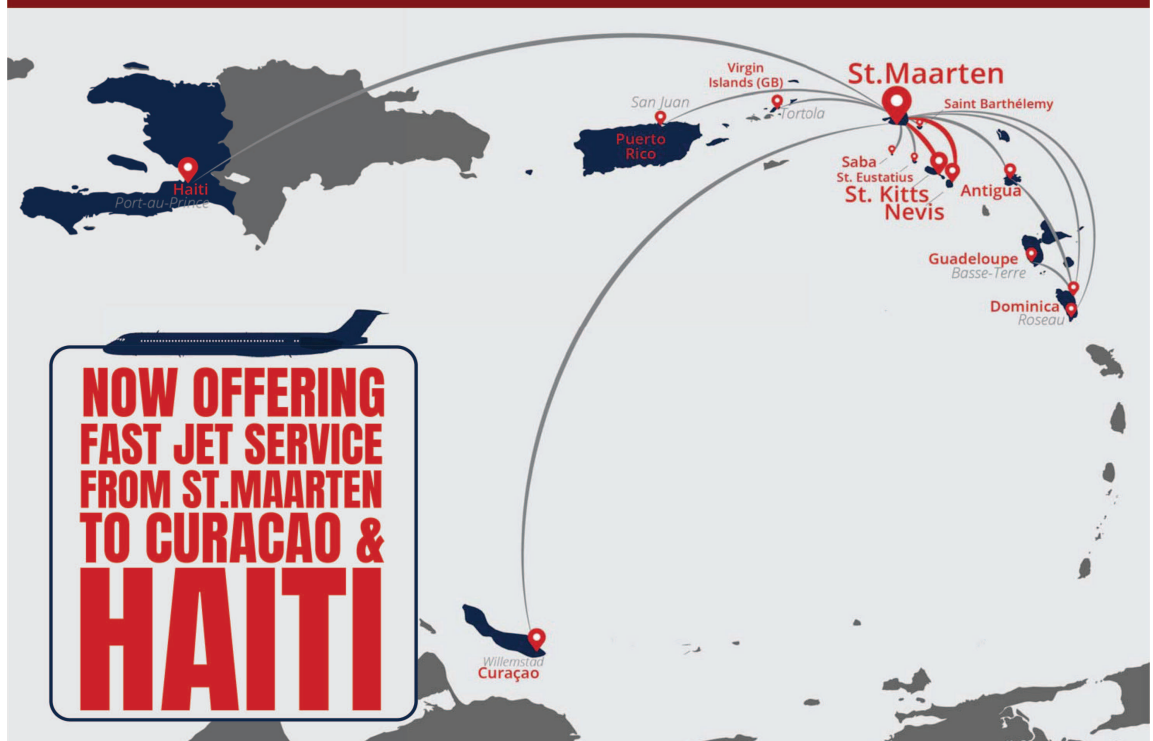 Virgin
Islands (GB)
St.Maarten
San Juan
Tortola
Saint Barthélemy
Puerto
Rico
Saba
St. Eustatius
St. Kitts
Nevis
Antigua
Haiti
Port-au-Prince
Guadeloupe
Basse-Terre
Dominica
Roseau
NOW OFFERING
FAST JET SERVICE
FROM ST.MAARTEN
TO CURACAO &
HAITI
Willemstad
Curaçao